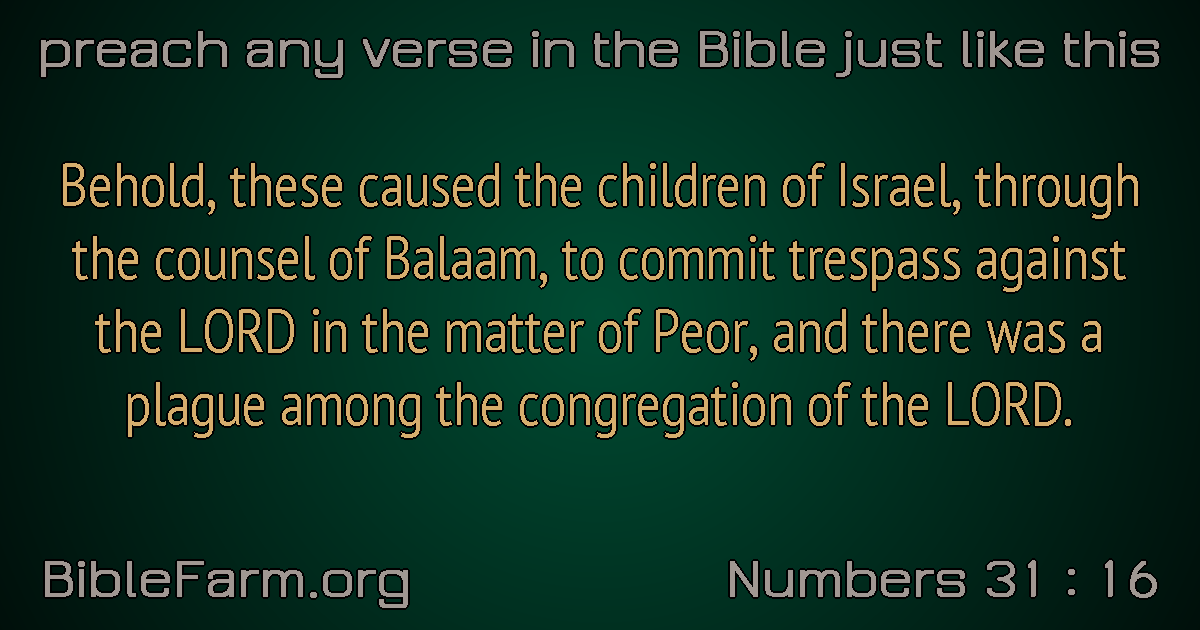 preach any verse in the Bible just like this
Behold, these caused the children of Israel, through
the counsel of Balaam, to commit trespass against
the LORD in the matter of Peor, and there was a
plague among the congregation of the LORD.
BibleFarm.org
Numbers 31 : 16